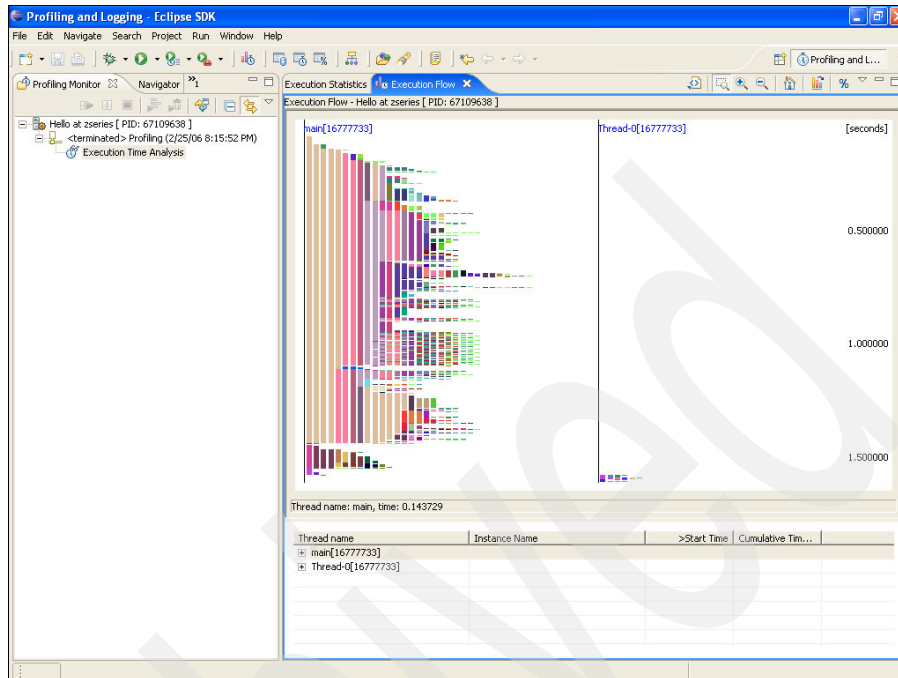 Profiling and Logging - Eclipse SDK
File Edit Navigate Search Project Run Window Help
Profiling and L...
Profiling Monitor Navigator "1
Execution Statistics Execution Flow
%
Execution Flow - Hello at zseries [ PID: 67109638 ]
Hello at zseries [ PID: 67109638 ]
<terminated> Profiling (2/25/06 8:15:52 PM)
Execution Time Analysis
main[16777733] Thread-0[16777733] [seconds]
0.500000
1.000000
1.500000
Thread name: main, time: 0.143729
Thread name Instance Name >Start Time Cumulative Tim...
main[16777733]
Thread-0[16777733]